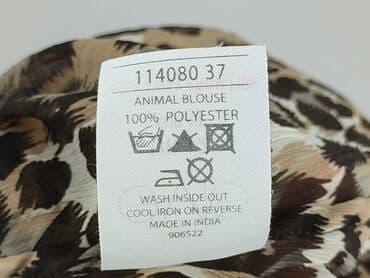 114080 37
ANIMAL BLOUSE
100% POLYESTER
WASH INSIDE OUT
COOL IRON ON REVERSE
MADE IN INDIA
906522